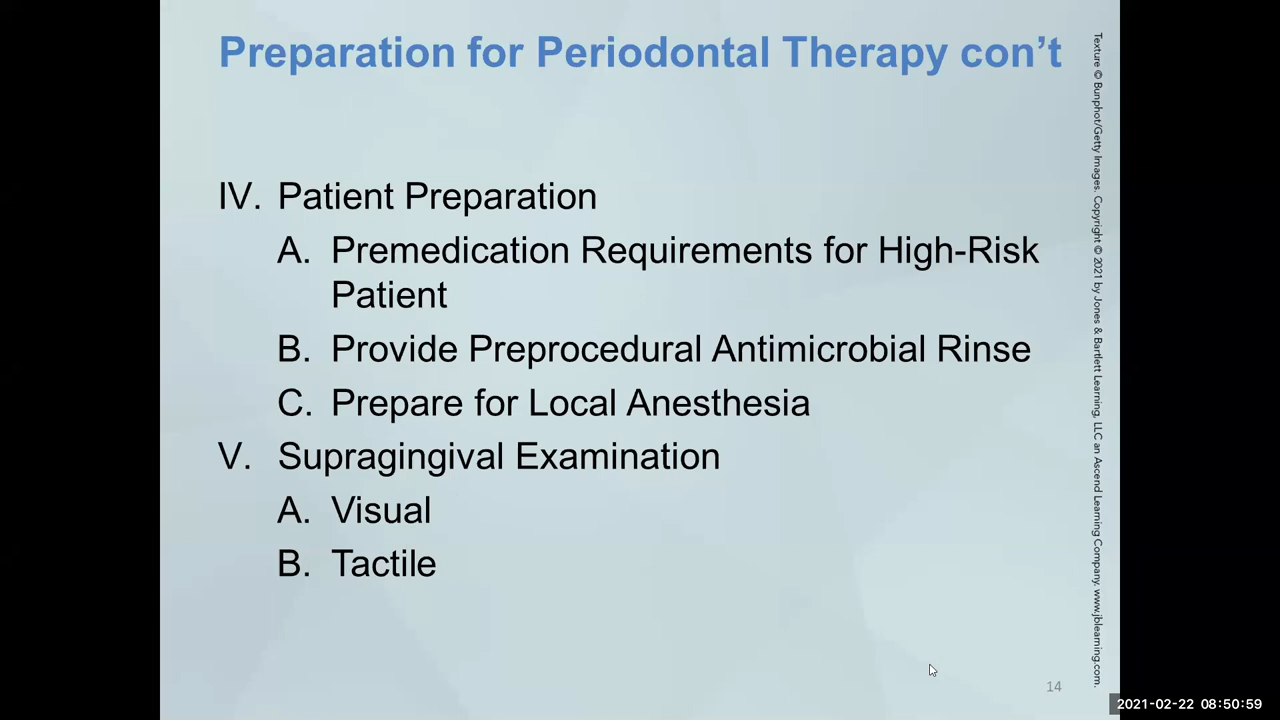 Preparation for Periodontal Therapy con’t
IV. Patient Preparation
A. Premedication Requirements for High-Risk
Patient
B. Provide Preprocedural Antimicrobial Rinse
C. Prepare for Local Anesthesia
V. Supragingival Examination
A. Visual
B. Tactile
Texture © Bunphot/Getty Images. Copyright © 2021 by Jones & Bartlett Learning, LLC an Ascend Learning Company. www.jblearning.com.
14
2021-02-22 08:50:59